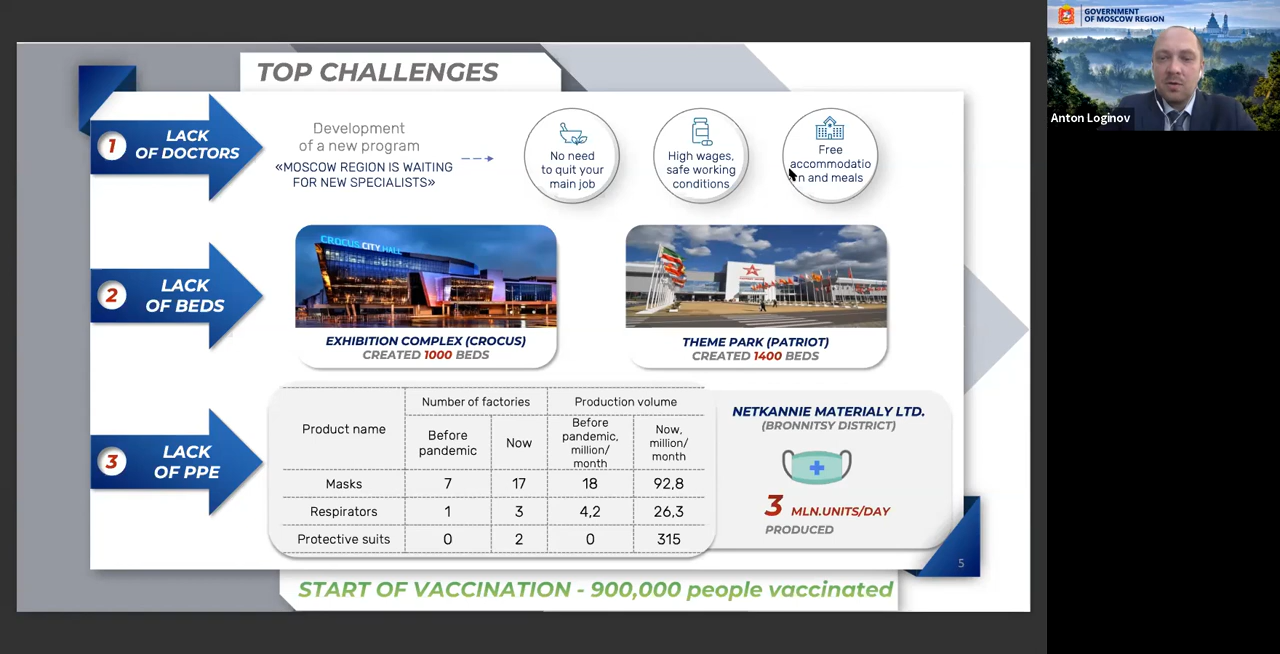 GOVERNMENT
OF MOSCOW REGION
Anton Loginov
TOP CHALLENGES
1
LACK
OF DOCTORS
Development
of a new program
«MOSCOW REGION IS WAITING
FOR NEW SPECIALISTS»
No need
to quit your
main job
High wages,
safe working
conditions
Free
accommodatio
n and meals
2
LACK
OF BEDS
CROCUS CITY HALL
EXHIBITION COMPLEX (CROCUS)
CREATED 1000 BEDS
THEME PARK (PATRIOT)
CREATED 1400 BEDS
3
LACK
OF PPE
Product name
Number of factories
Production volume
Before
pandemic
Now
Before
pandemic,
million/
month
Now,
million/
month
Masks 7 17 18 92,8
Respirators 1 3 4,2 26,3
Protective suits 0 2 0 315
NETKANNIE MATERIALY LTD.
(BRONNITSY DISTRICT)
3 MLN.UNITS/DAY
PRODUCED
5
START OF VACCINATION - 900,000 people vaccinated